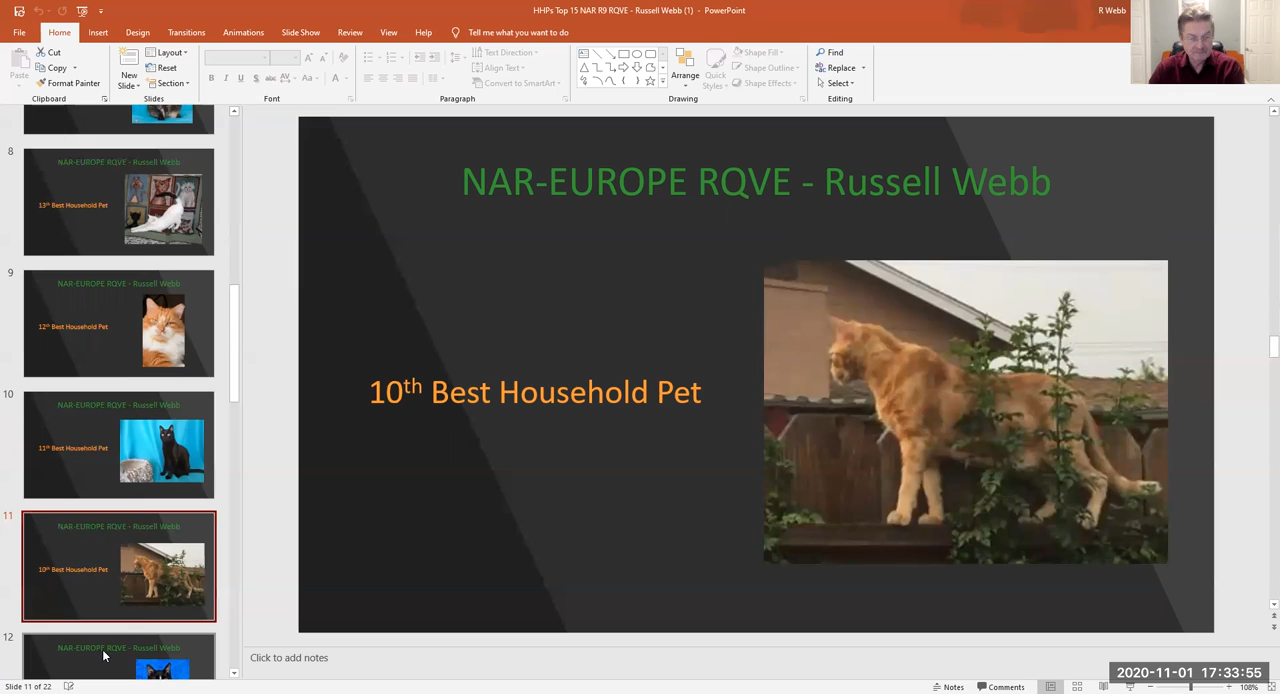 HHPs Top 15 NAR R9 RQVE - Russell Webb (1) - PowerPoint
R Webb
File Home Insert Design Transitions Animations Slide Show Review View Help Tell me what you want to do
Paste
Cut
Copy
Format Painter
Clipboard
New Slide
Layout
Reset
Section
Slides
Font
Text Direction
Align Text
Convert to SmartArt
Paragraph
Arrange
Quick Styles
Shape Fill
Shape Outline
Shape Effects
Drawing
Find
Replace
Select
Editing
8
NAR-EUROPE RQVE - Russell Webb
13th Best Household Pet
9
NAR-EUROPE RQVE - Russell Webb
12th Best Household Pet
10
NAR-EUROPE RQVE - Russell Webb
11th Best Household Pet
11
NAR-EUROPE RQVE - Russell Webb
10th Best Household Pet
12
NAR-EUROPE RQVE - Russell Webb
NAR-EUROPE RQVE - Russell Webb
10th Best Household Pet
Click to add notes
2020-11-01 17:33:55
Slide 11 of 22
Notes
Comments
108%